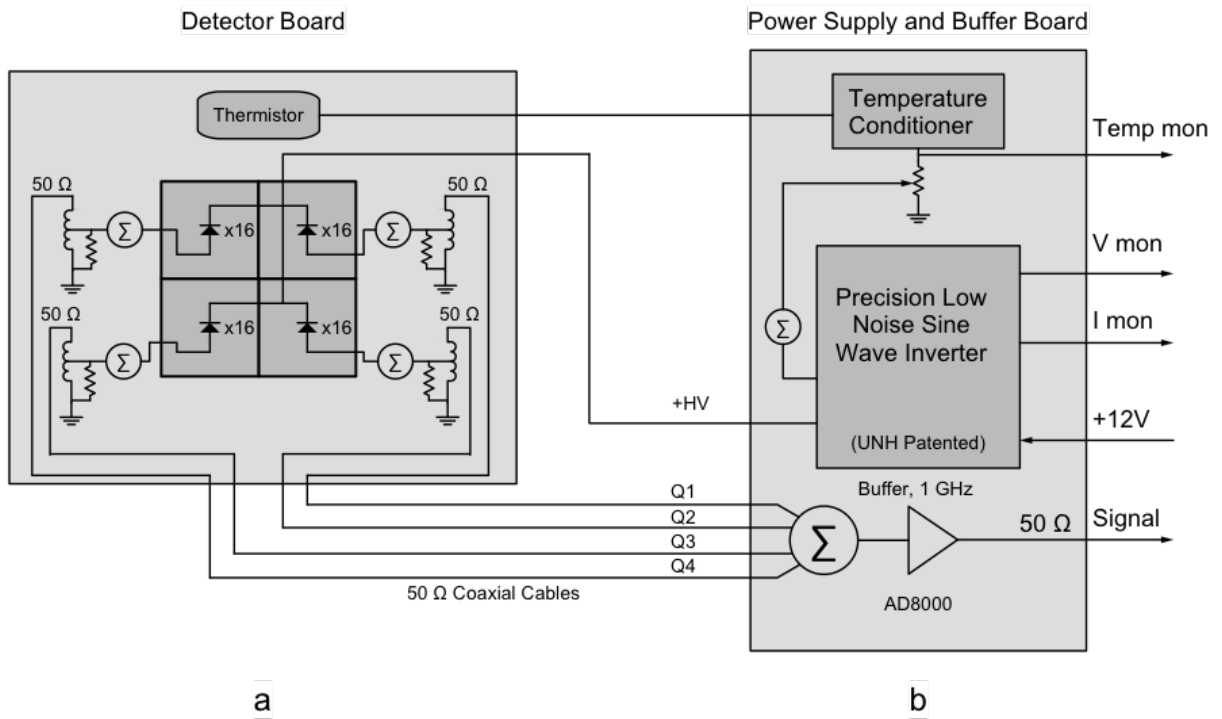 Detector Board
Power Supply and Buffer Board
Thermistor
Temperature
Conditioner
Temp mon
50 Ω
50 Ω
Σ
x16
x16
Σ
50 Ω
50 Ω
Σ
x16
x16
Σ
Σ
Precision Low
Noise Sine
Wave Inverter
(UNH Patented)
V mon
I mon
+12V
+HV
Buffer, 1 GHz
Q1
Q2
Q3
Q4
Σ
50 Ω
Signal
50 Ω Coaxial Cables
AD8000
a
b